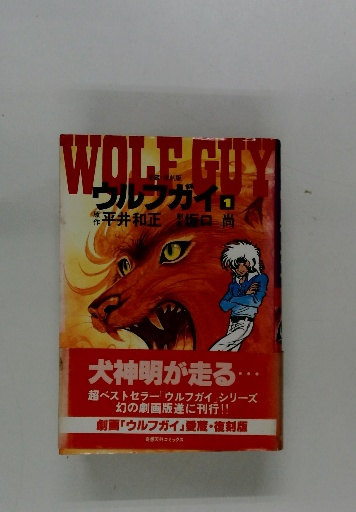 WOLF GUY
ウルフガイ 1
原作 平井和正 坂口 尚
犬神明が走る…
超ベストセラー「ウルフガイ」シリーズ
幻の劇画版遂に刊行!!
劇画「ウルフガイ」愛蔵・復刻版